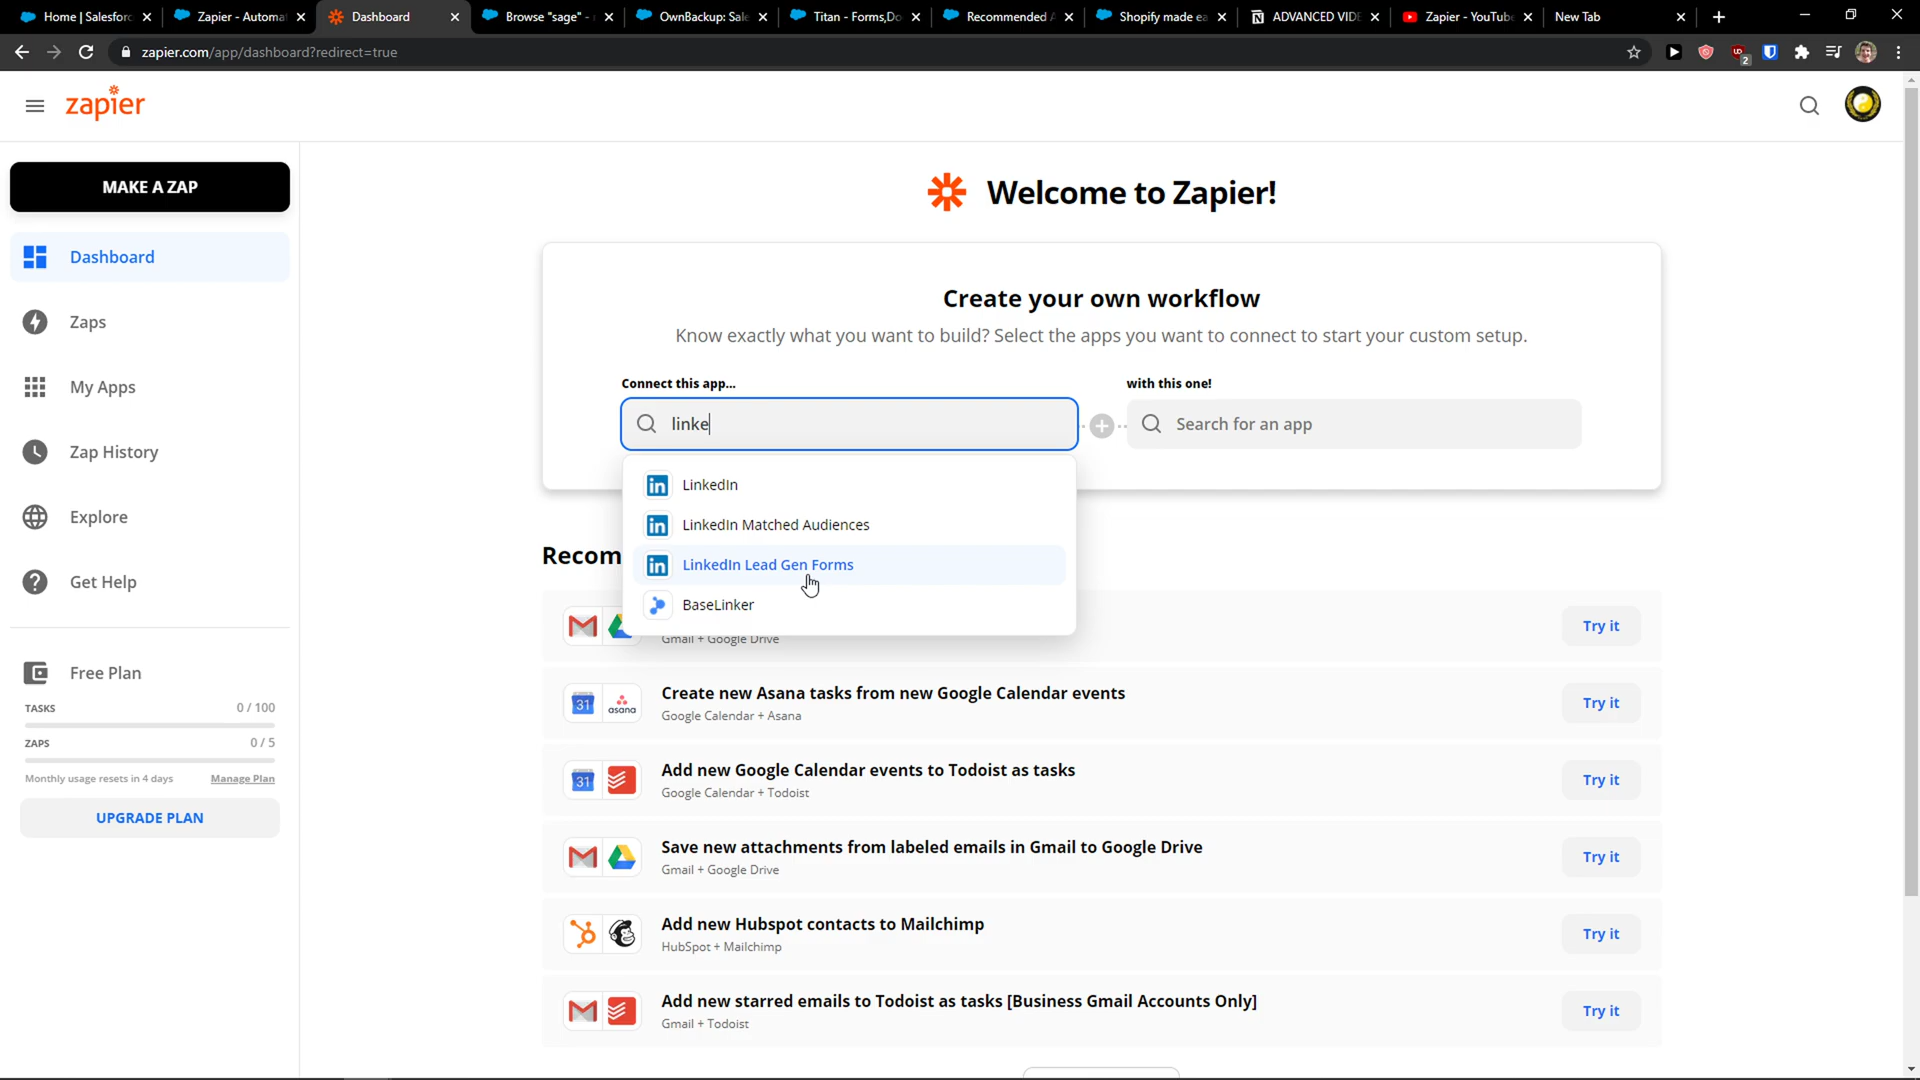 Home | Salesforc
Zapier - Automat
Dashboard
Browse "sage" -
OwnBackup: Sale
Titan - Forms,Do
Recommended A
Shopify made ea
ADVANCED VIDE
Zapier - YouTube
New Tab
zapier.com/app/dashboard?redirect=true
2
zapier
MAKE A ZAP
Dashboard
Zaps
My Apps
Zap History
Explore
Get Help
Free Plan
TASKS 0 / 100
ZAPS 0 / 5
Monthly usage resets in 4 days Manage Plan
UPGRADE PLAN
Welcome to Zapier!
Create your own workflow
Know exactly what you want to build? Select the apps you want to connect to start your custom setup.
Connect this app...
with this one!
linke
Search for an app
LinkedIn
LinkedIn Matched Audiences
LinkedIn Lead Gen Forms
BaseLinker
Recom
Gmail + Google Drive
Try it
31 asana
Create new Asana tasks from new Google Calendar events
Google Calendar + Asana
Try it
31
Add new Google Calendar events to Todoist as tasks
Google Calendar + Todoist
Try it
Save new attachments from labeled emails in Gmail to Google Drive
Gmail + Google Drive
Try it
Add new Hubspot contacts to Mailchimp
HubSpot + Mailchimp
Try it
Add new starred emails to Todoist as tasks [Business Gmail Accounts Only]
Gmail + Todoist
Try it